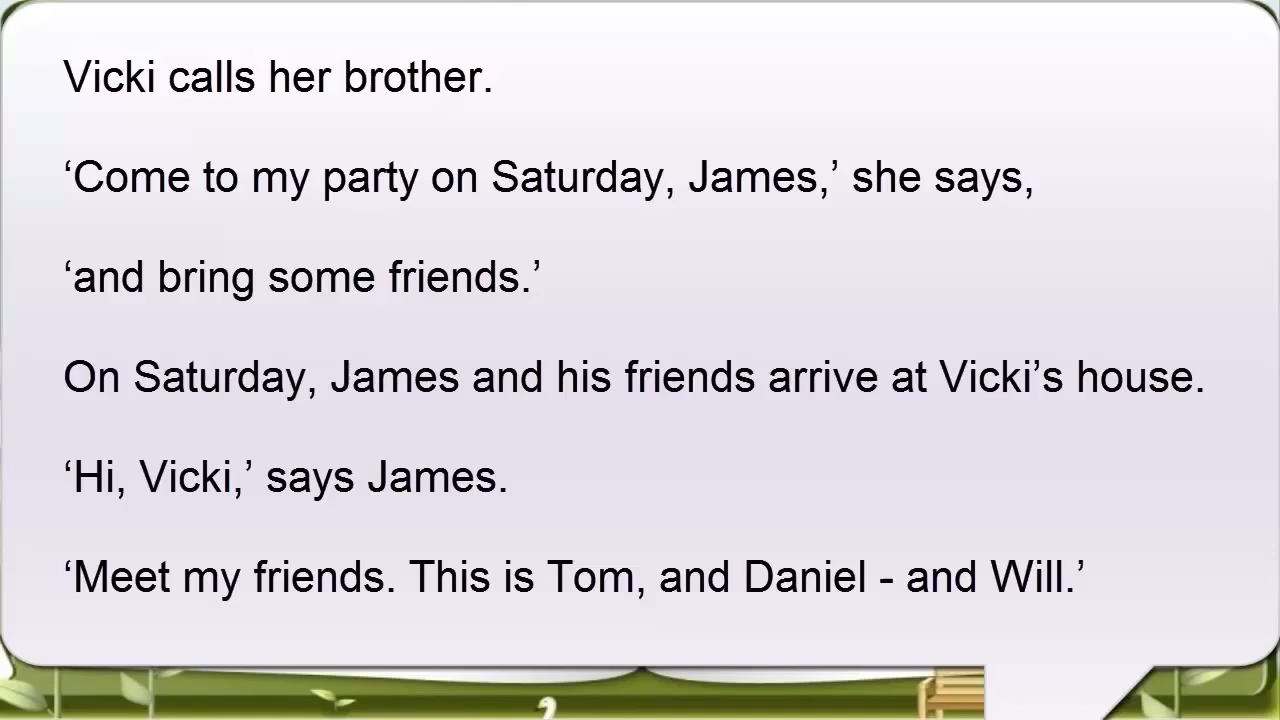 Vicki calls her brother.
‘Come to my party on Saturday, James,’ she says,
‘and bring some friends.’
On Saturday, James and his friends arrive at Vicki’s house.
‘Hi, Vicki,’ says James.
‘Meet my friends. This is Tom, and Daniel - and Will.’